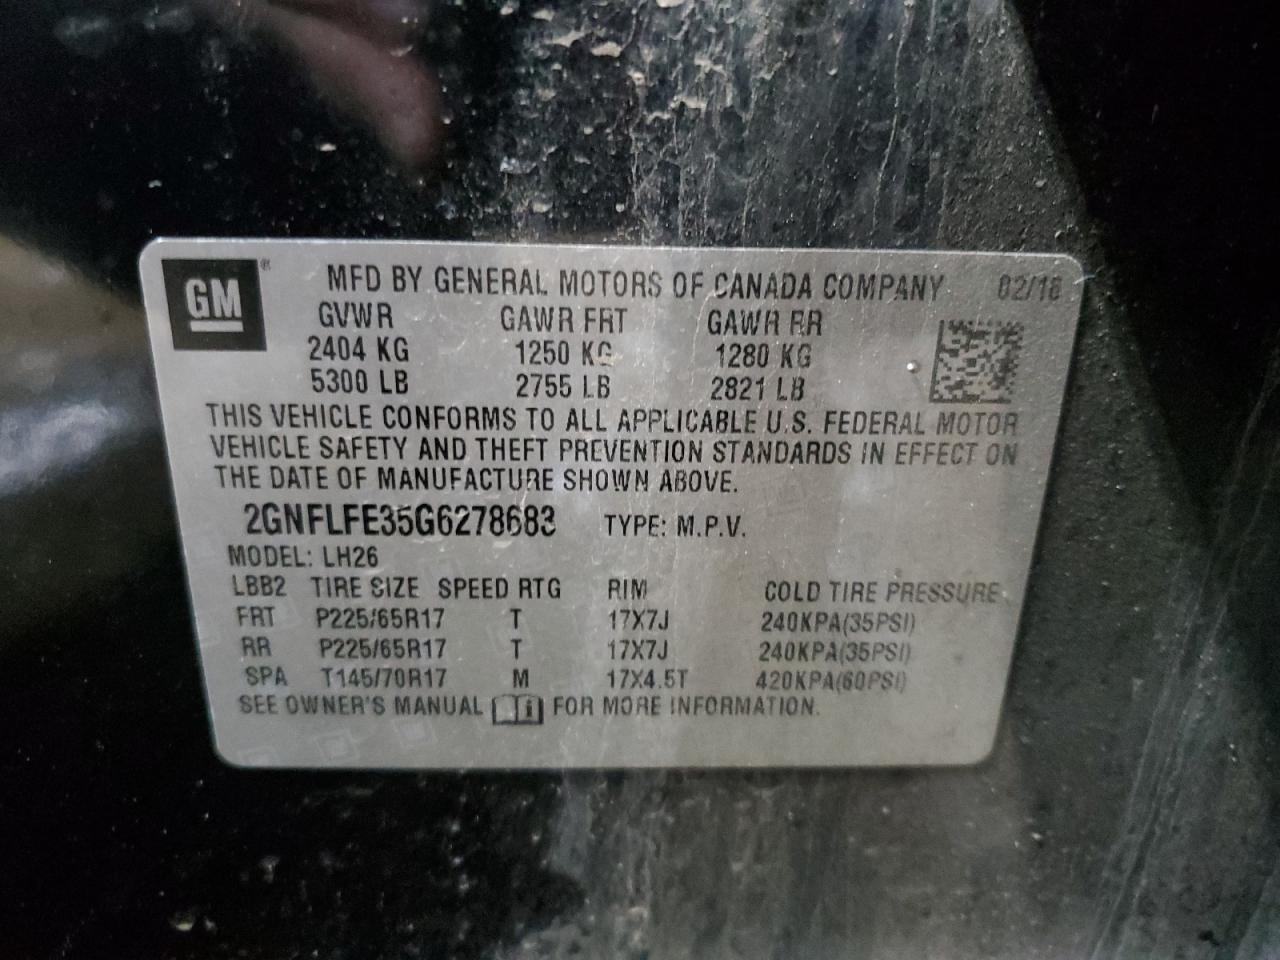 GM ® MFD BY GENERAL MOTORS OF CANADA COMPANY 02/16
GVWR GAWR FRT GAWR RR
2404 KG 1250 KG 1280 KG
5300 LB 2755 LB 2821 LB
THIS VEHICLE CONFORMS TO ALL APPLICABLE U.S. FEDERAL MOTOR
VEHICLE SAFETY AND THEFT PREVENTION STANDARDS IN EFFECT ON
THE DATE OF MANUFACTURE SHOWN ABOVE.
2GNFLFE35G6278683 TYPE: M.P.V.
MODEL: LH26
LBB2 TIRE SIZE SPEED RTG RIM COLD TIRE PRESSURE
FRT P225/65R17 T 17X7J 240KPA(35PSI)
RR P225/65R17 T 17X7J 240KPA(35PSI)
SPA T145/70R17 M 17X4.5T 420KPA(60PSI)
SEE OWNER'S MANUAL i FOR MORE INFORMATION.